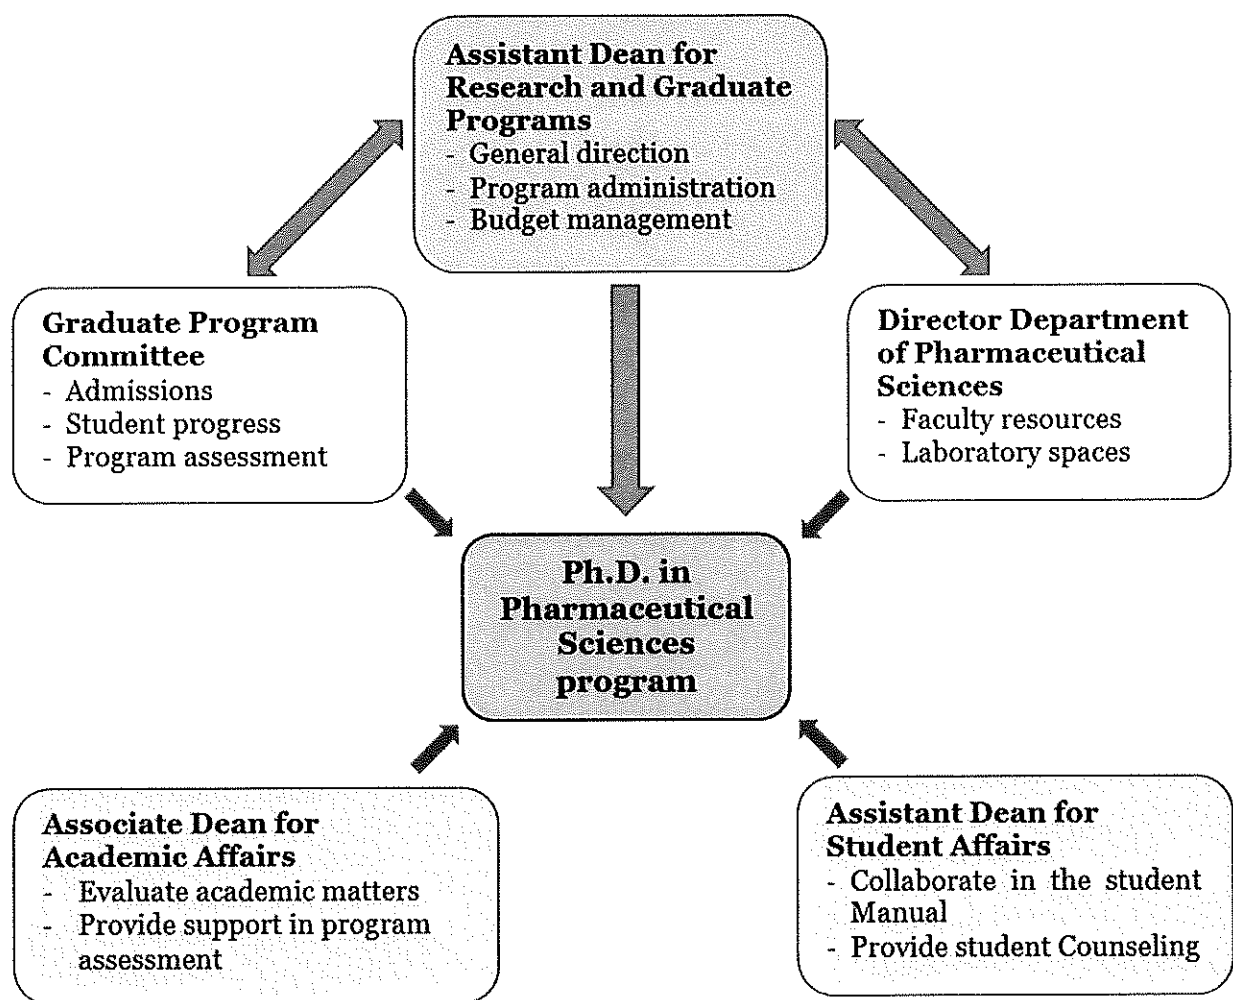 Assistant Dean for
Research and Graduate
Programs
- General direction
- Program administration
- Budget management
Graduate Program
Committee
- Admissions
- Student progress
- Program assessment
Director Department
of Pharmaceutical
Sciences
- Faculty resources
- Laboratory spaces
Ph.D. in
Pharmaceutical
Sciences
program
Associate Dean for
Academic Affairs
- Evaluate academic matters
- Provide support in program
assessment
Assistant Dean for
Student Affairs
- Collaborate in the student
Manual
- Provide student Counseling